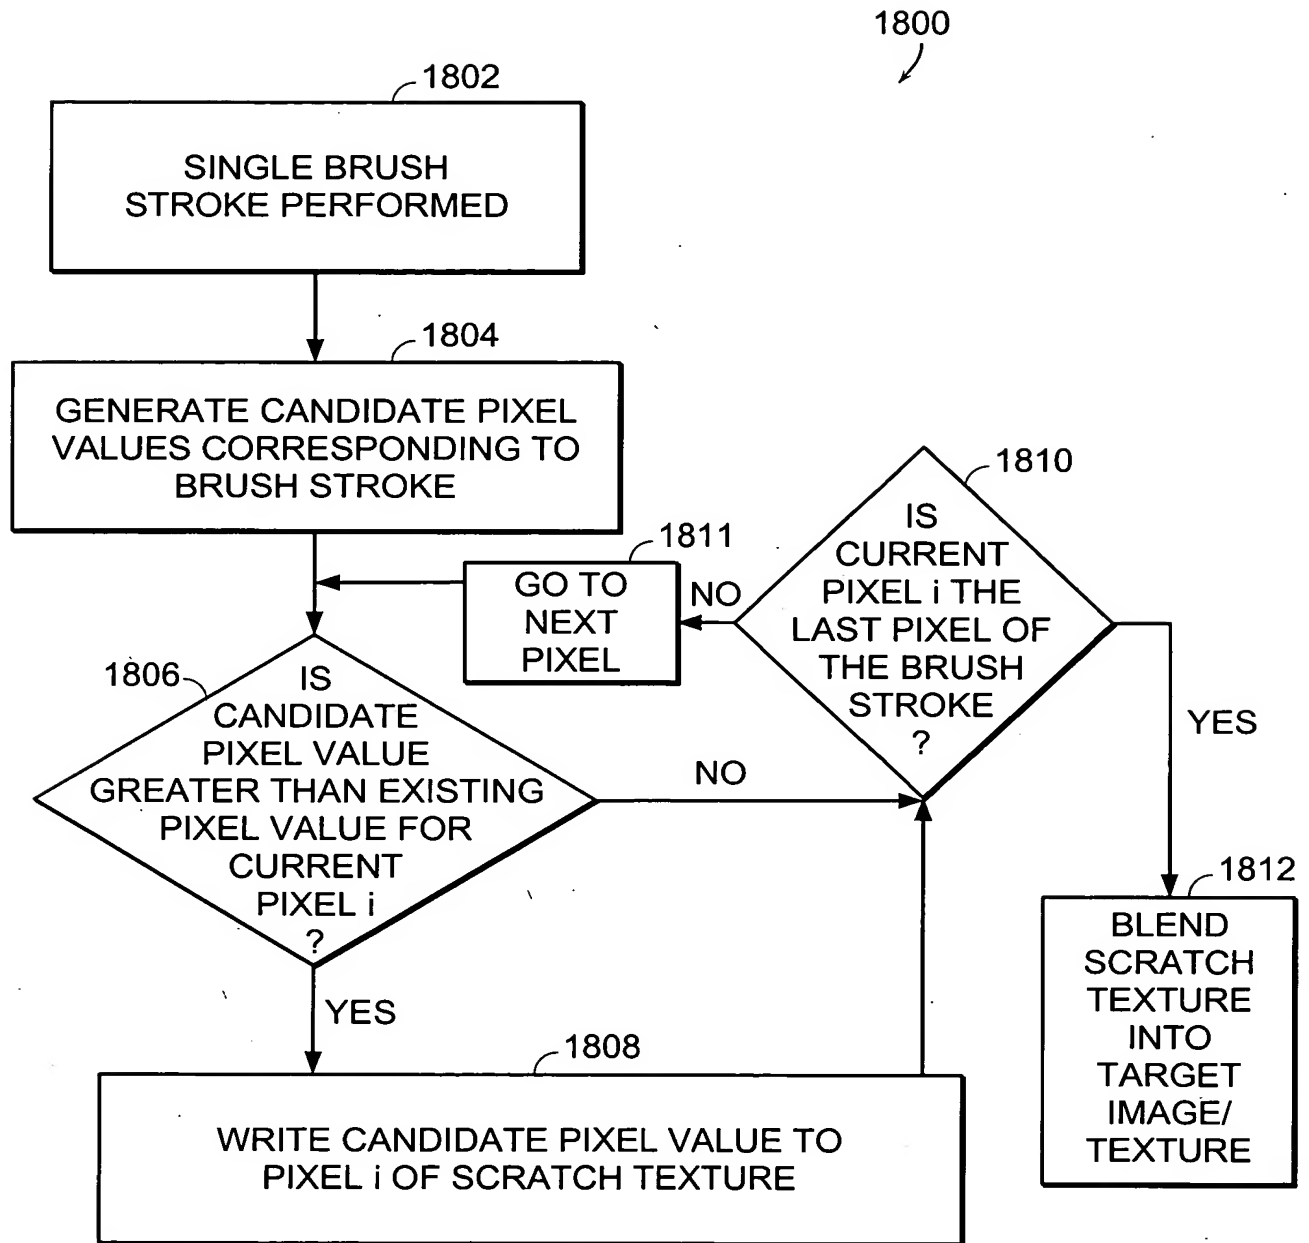 1800
1802
SINGLE BRUSH
STROKE PERFORMED
1804
GENERATE CANDIDATE PIXEL
VALUES CORRESPONDING TO
BRUSH STROKE
1806
IS
CANDIDATE
PIXEL VALUE
GREATER THAN EXISTING
PIXEL VALUE FOR
CURRENT
PIXEL i
?
YES
NO
1808
WRITE CANDIDATE PIXEL VALUE TO
PIXEL i OF SCRATCH TEXTURE
1810
IS
CURRENT
PIXEL i THE
LAST PIXEL OF
THE BRUSH
STROKE
?
NO
1811
GO TO
NEXT
PIXEL
YES
1812
BLEND
SCRATCH
TEXTURE
INTO
TARGET
IMAGE/
TEXTURE